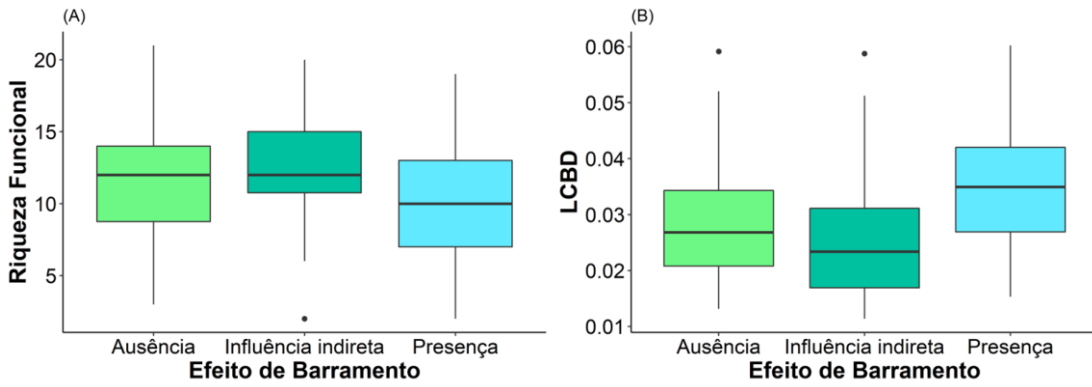 (A)
Riqueza Funcional
20
15
10
5
Ausência Influência indireta Presença
Efeito de Barramento
(B)
LCBD
0.06
0.05
0.04
0.03
0.02
0.01
Ausência Influência indireta Presença
Efeito de Barramento